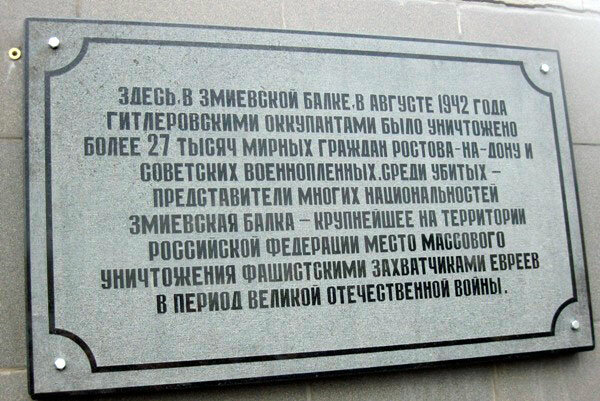 ЗДЕСЬ, В ЗМИЕВСКОЙ БАЛКЕ, В АВГУСТЕ 1942 ГОДА
ГИТЛЕРОВСКИМИ ОККУПАНТАМИ БЫЛО УНИЧТОЖЕНО
БОЛЕЕ 27 ТЫСЯЧ МИРНЫХ ГРАЖДАН РОСТОВА-НА-ДОНУ И
СОВЕТСКИХ ВОЕННОПЛЕННЫХ.СРЕДИ УБИТЫХ –
ПРЕДСТАВИТЕЛИ МНОГИХ НАЦИОНАЛЬНОСТЕЙ
ЗМИЕВСКАЯ БАЛКА – КРУПНЕЙШЕЕ НА ТЕРРИТОРИИ
РОССИЙСКОЙ ФЕДЕРАЦИИ МЕСТО МАССОВОГО
УНИЧТОЖЕНИЯ ФАШИСТСКИМИ ЗАХВАТЧИКАМИ ЕВРЕЕВ
В ПЕРИОД ВЕЛИКОЙ ОТЕЧЕСТВЕННОЙ ВОЙНЫ.